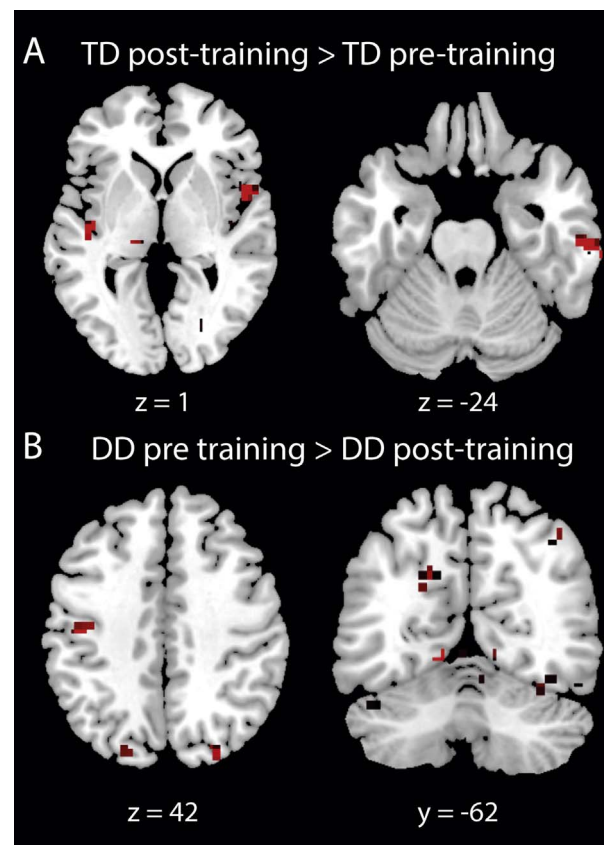 A TD post-training > TD pre-training
z = 1 z = -24
B DD pre training > DD post-training
z = 42 y = -62